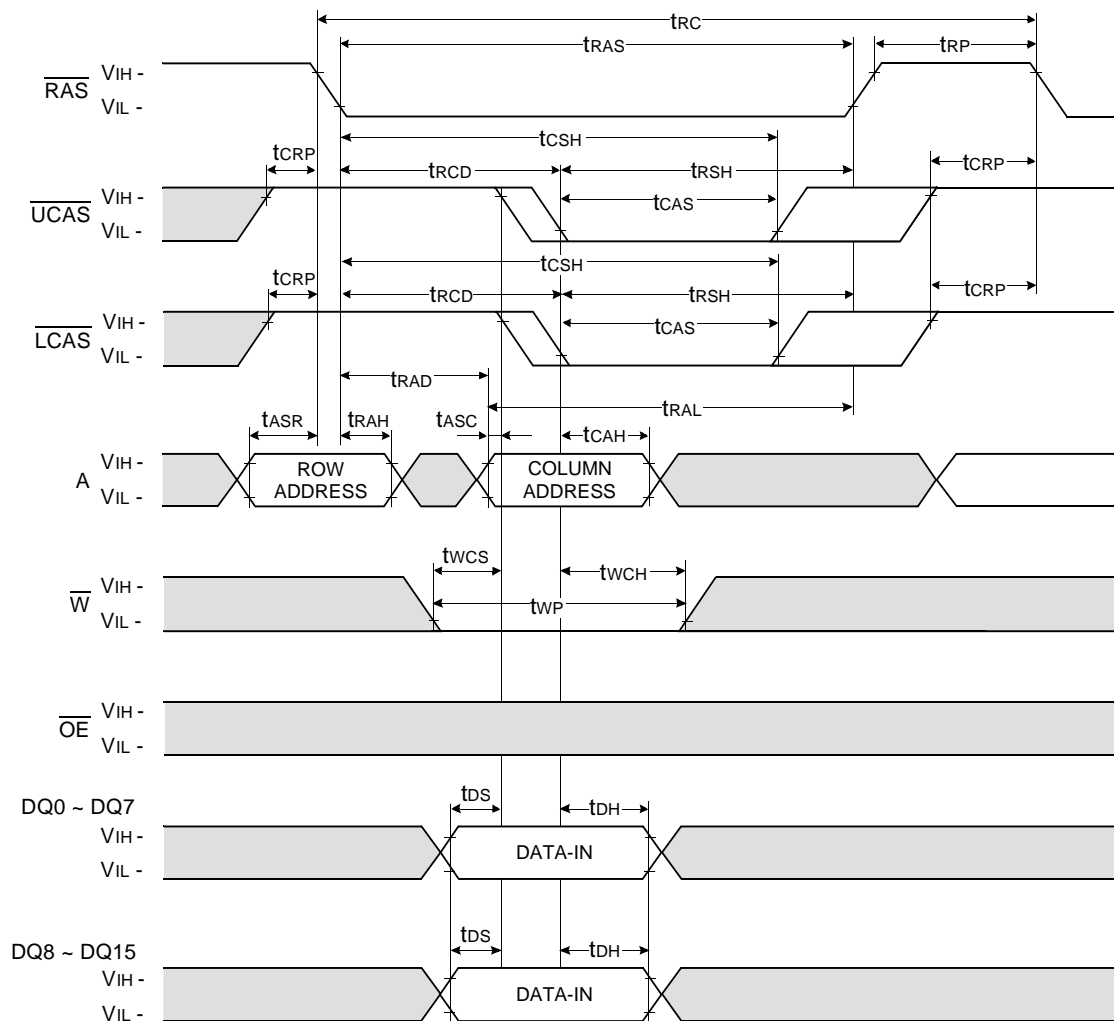 tRC
tRAS
tRP
RAS
VIH -
VIL -
tCSH
tCRP
tRCD
tRSH
tCRP
UCAS
VIH -
VIL -
tCAS
tCSH
tCRP
tRCD
tRSH
tCRP
LCAS
VIH -
VIL -
tCAS
tRAD
tRAL
tASR
tRAH
tASC
tCAH
A
VIH -
VIL -
ROW
ADDRESS
COLUMN
ADDRESS
tWCS
tWCH
W
VIH -
VIL -
tWP
OE
VIH -
VIL -
DQ0 ~ DQ7
tDS
tDH
VIH -
VIL -
DATA-IN
DQ8 ~ DQ15
tDS
tDH
VIH -
VIL -
DATA-IN